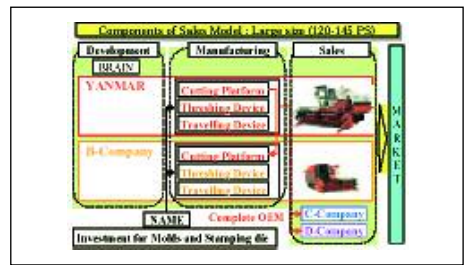 Components of Sales Model : Large size (120-145 PS)
Development
Manufacturing
Sales
BRAIN
YANMAR
Cutting Platform
Threshing Device
Travelling Device
B-Company
Cutting Platform
Threshing Device
Travelling Device
MARKET
NAME
Complete OEM
C-Company
D-Company
Investment for Molds and Stamping die